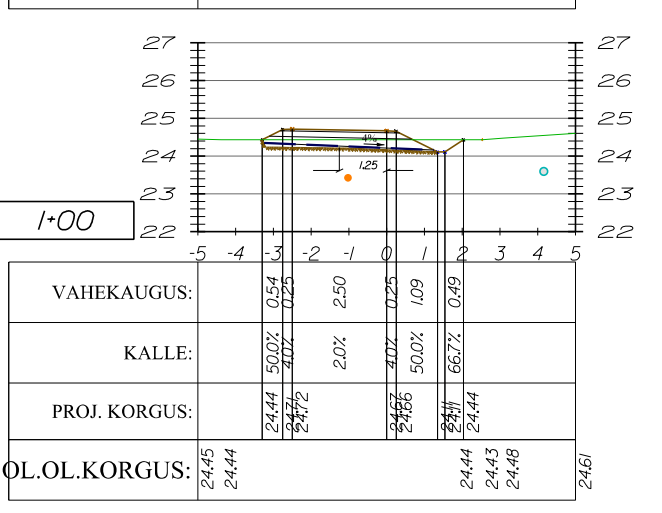 27 27
26 26
25 25
4%
24 24
1.25
23 23
1+00
22 22
-5 -4 -3 -2 -1 0 1 2 3 4 5
VAHEKAUGUS: 0.54 0.25 2.50 0.25 1.09 0.49
KALLE: 50.0% 4.0% 2.0% 4.0% 50.0% 66.7%
PROJ. KORGUS: 24.44 24.71 24.72 24.67 24.66 24.11 24.11 24.44
OL.OL.KORGUS: 24.45 24.44 24.44 24.43 24.48 24.61